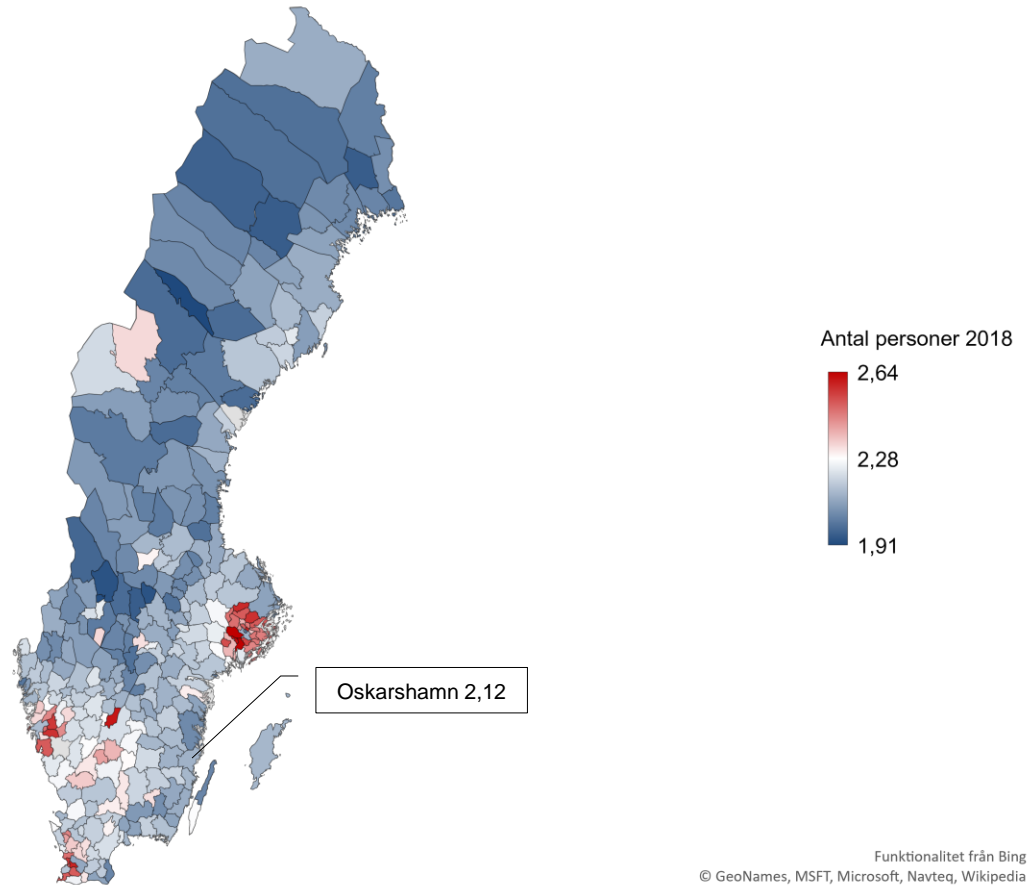 Antal personer 2018
2,64
2,28
1,91
Oskarshamn 2,12
Funktionalitet från Bing
© GeoNames, MSFT, Microsoft, Navteq, Wikipedia